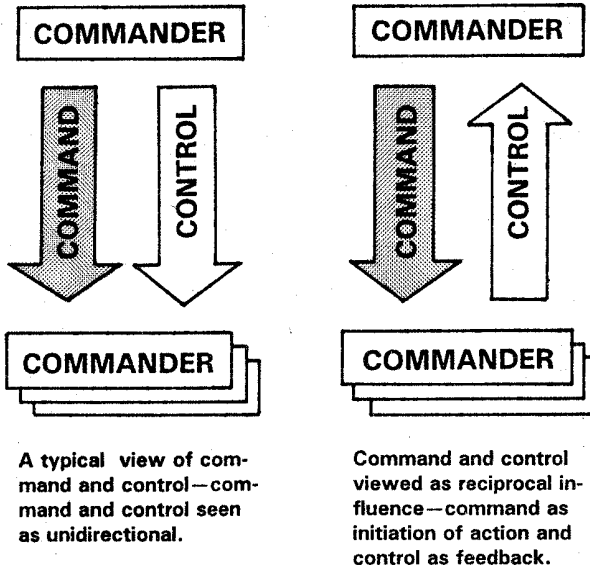 COMMANDER
COMMAND
CONTROL
COMMANDER
A typical view of com-
mand and control—com-
mand and control seen
as unidirectional.
COMMANDER
COMMAND
CONTROL
COMMANDER
Command and control
viewed as reciprocal in-
fluence—command as
initiation of action and
control as feedback.